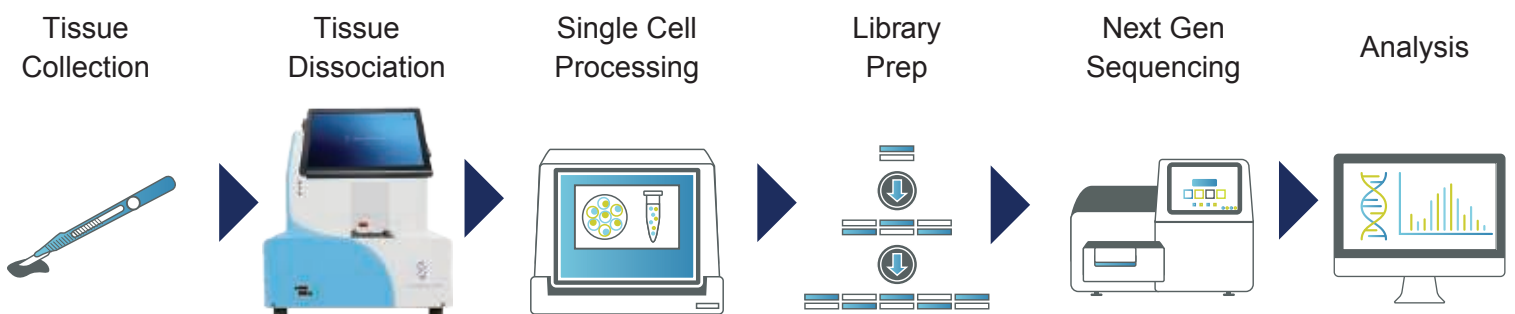 Tissue
Collection
Tissue
Dissociation
Single Cell
Processing
Library
Prep
Next Gen
Sequencing
Analysis